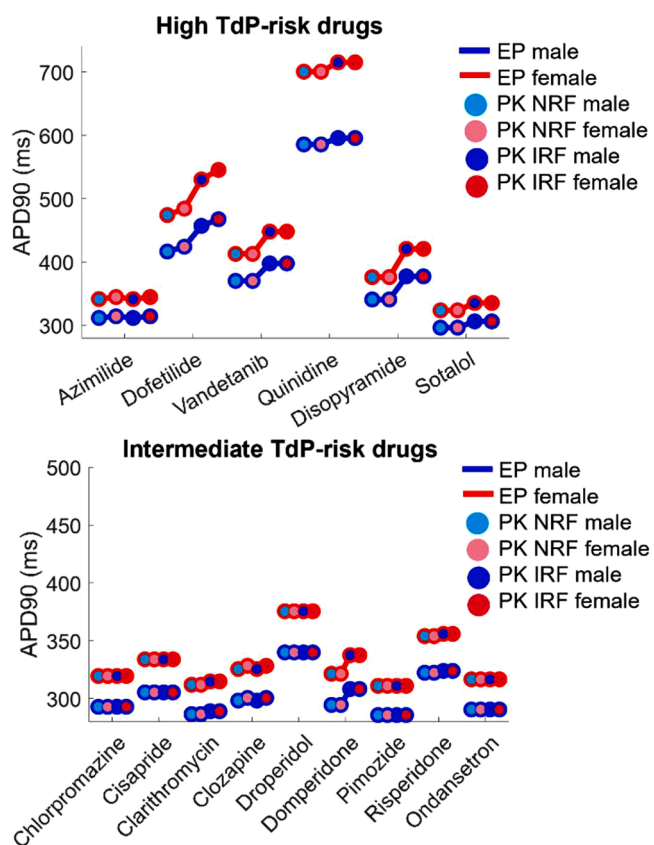 High TdP-risk drugs
APD90 (ms)
700
600
500
400
300
EP male
EP female
PK NRF male
PK NRF female
PK IRF male
PK IRF female
Azimilide
Dofetilide
Vandetanib
Quinidine
Disopyramide
Sotalol
Intermediate TdP-risk drugs
APD90 (ms)
500
450
400
350
300
EP male
EP female
PK NRF male
PK NRF female
PK IRF male
PK IRF female
Chlorpromazine
Cisapride
Clarithromycin
Clozapine
Droperidol
Domperidone
Pimozide
Risperidone
Ondansetron